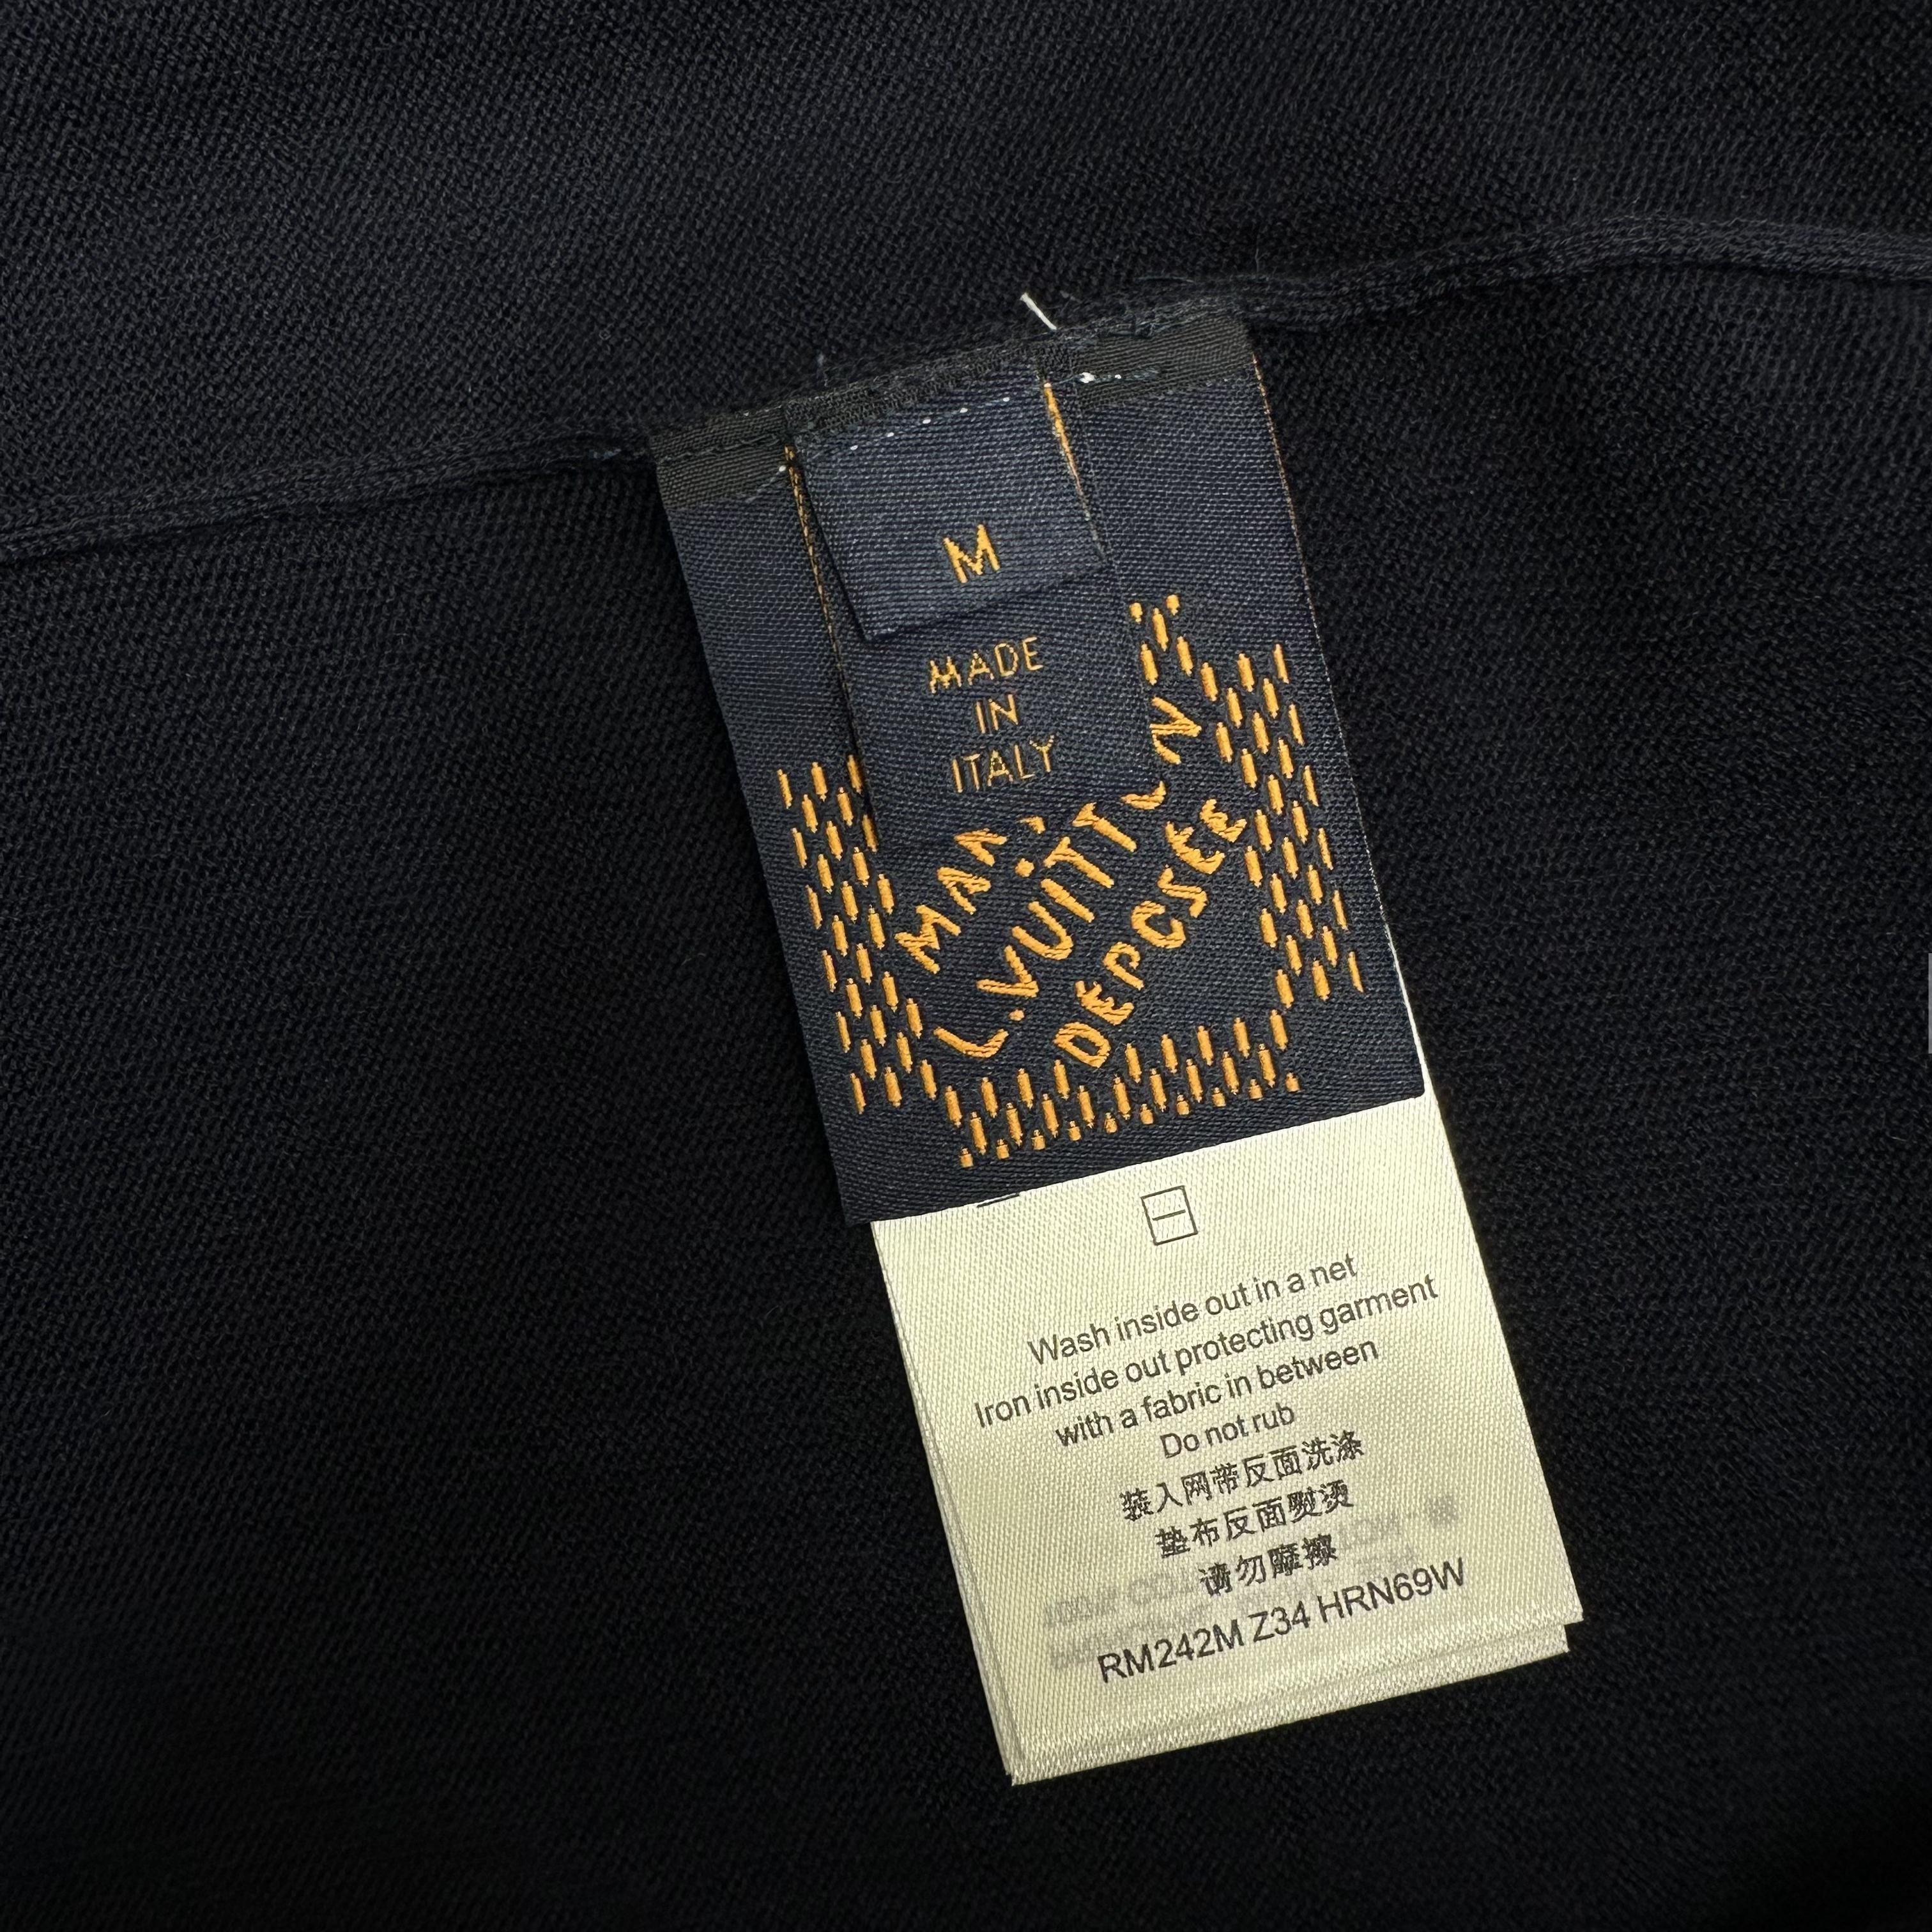 M
MADE
IN
ITALY
L.VUITTON
DEPOSEE
Wash inside out in a net
Iron inside out protecting garment
with a fabric in between
Do not rub
装入网带反面洗涤
垫布反面熨烫
请勿摩擦
RM242M Z34 HRN69W